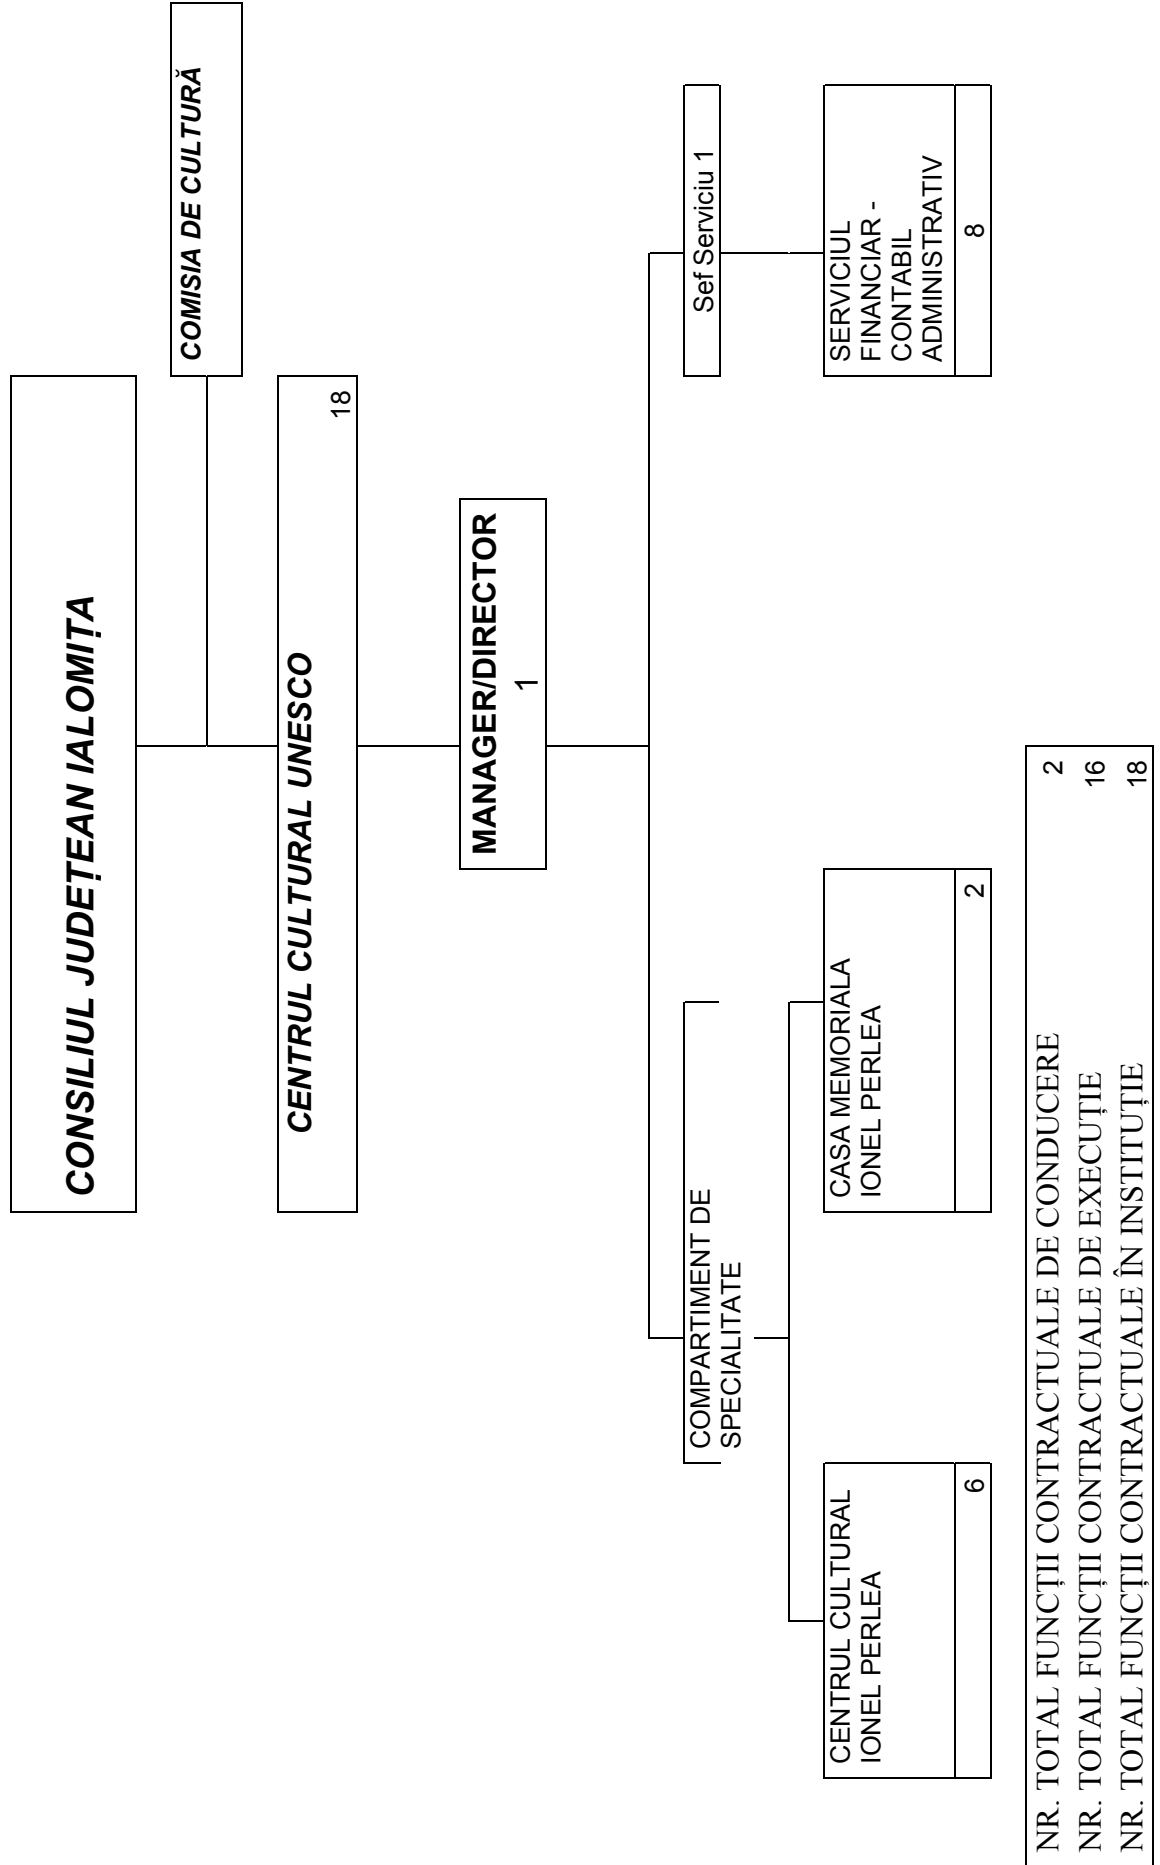 CONSILIUL JUDEȚEAN IALOMIȚA
COMISIA DE CULTURĂ
CENTRUL CULTURAL UNESCO
18
MANAGER/DIRECTOR
1
COMPARTIMENT DE
SPECIALITATE
Sef Serviciu 1
CENTRUL CULTURAL
IONEL PERLEA
6
CASA MEMORIALA
IONEL PERLEA
2
SERVICIUL
FINANCIAR -
CONTABIL
ADMINISTRATIV
8
NR. TOTAL FUNCȚII CONTRACTUALE DE CONDUCERE 2
NR. TOTAL FUNCȚII CONTRACTUALE DE EXECUȚIE 16
NR. TOTAL FUNCȚII CONTRACTUALE ÎN INSTITUȚIE 18